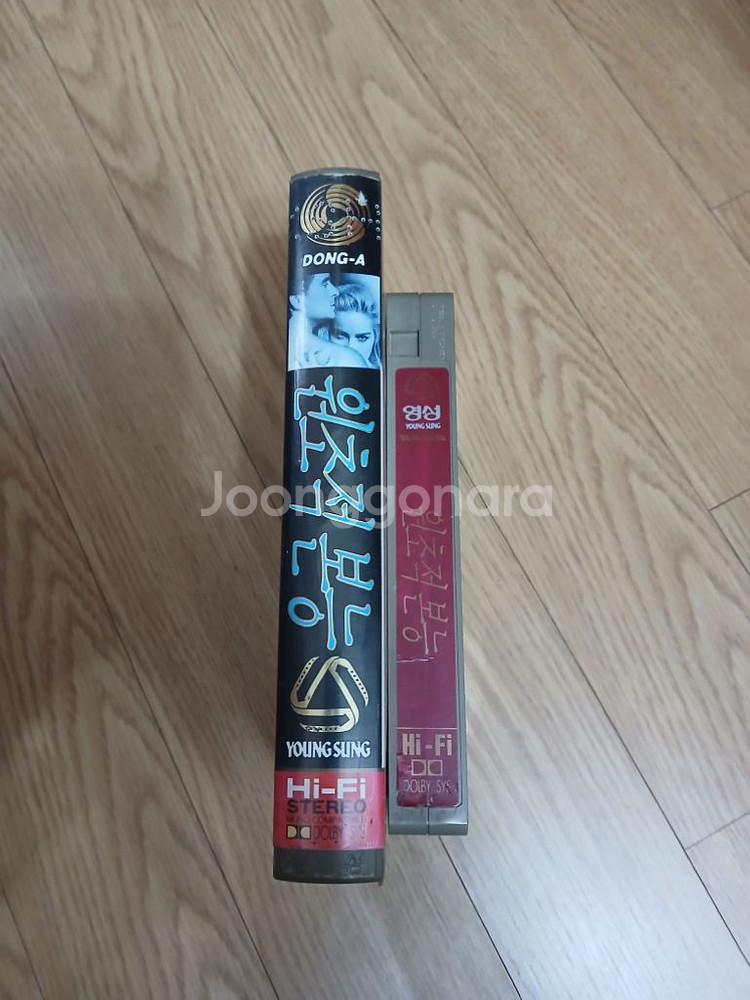 DONG-A
원초적 본능
YOUNG SUNG
Hi-Fi
STEREO
DOLBY SYS
영성
YOUNG SUNG
원초적 본능
Hi-Fi
DOLBY SYS
Joonggonara